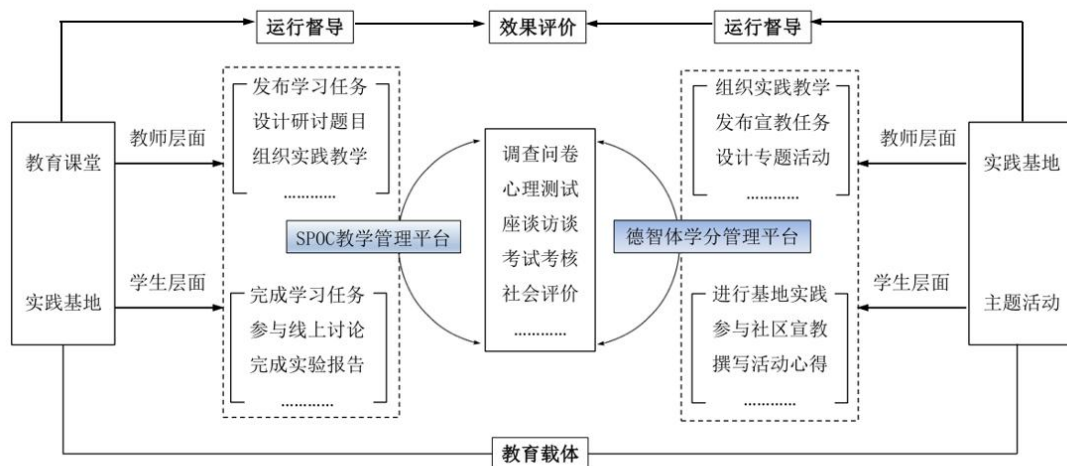 运行督导
效果评价
运行督导
教育课堂
实践基地
教师层面
学生层面
发布学习任务
设计研讨题目
组织实践教学
…………
SPOC教学管理平台
完成学习任务
参与线上讨论
完成实验报告
…………
调查问卷
心理测试
座谈访谈
考试考核
社会评价
…………
组织实践教学
发布宣教任务
设计专题活动
…………
德智体学分管理平台
进行基地实践
参与社区宣教
撰写活动心得
…………
教师层面
学生层面
实践基地
主题活动
教育载体